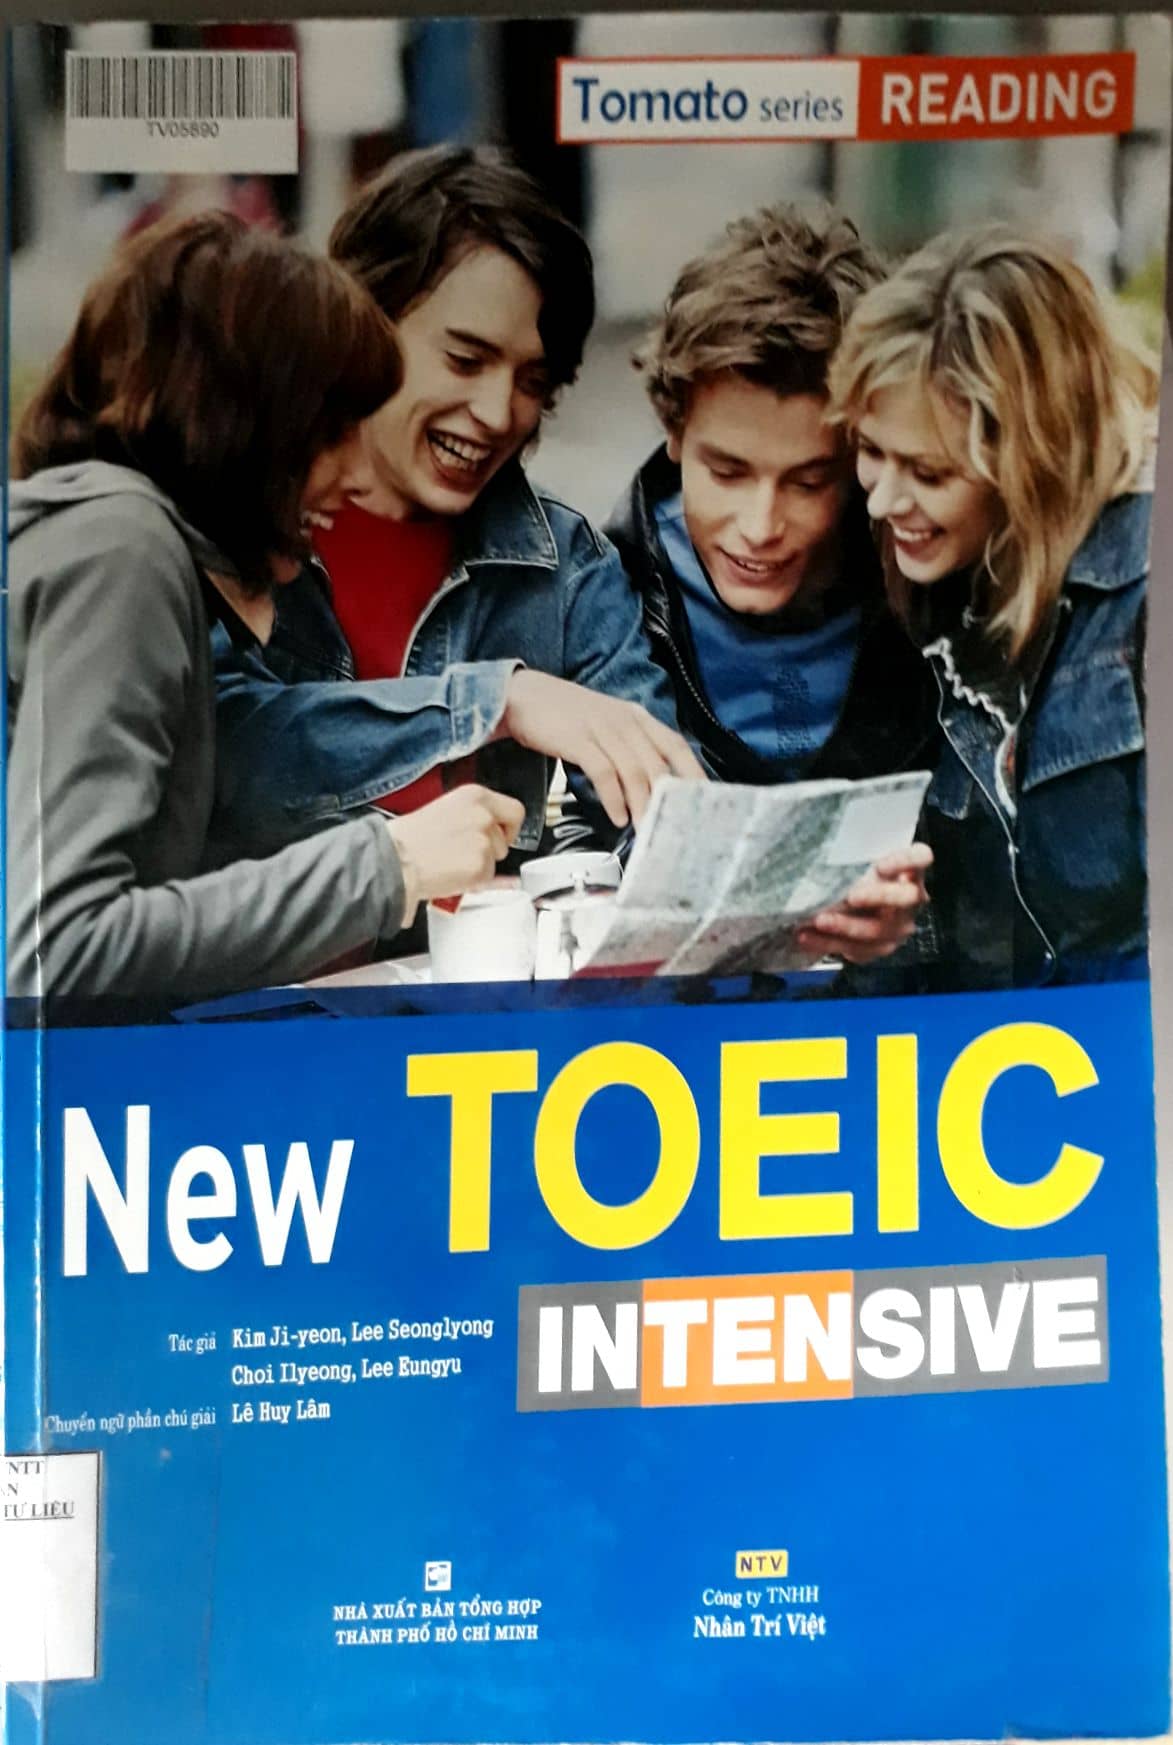 TV05890
Tomato series READING
New TOEIC
INTENSIVE
Tác giả Kim Ji-yeon, Lee Seonglyong
Choi Ilyeong, Lee Eungyu
Chuyển ngữ phần chú giải Lê Huy Lâm
NTT
TƯ LIỆU
NHÀ XUẤT BẢN TỔNG HỢP
THÀNH PHỐ HỒ CHÍ MINH
NTV
Công ty TNHH
Nhân Trí Việt